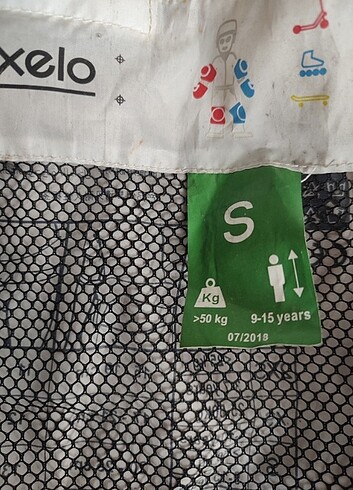 xelo
S
Kg
>50 kg
9-15 years
07/2018